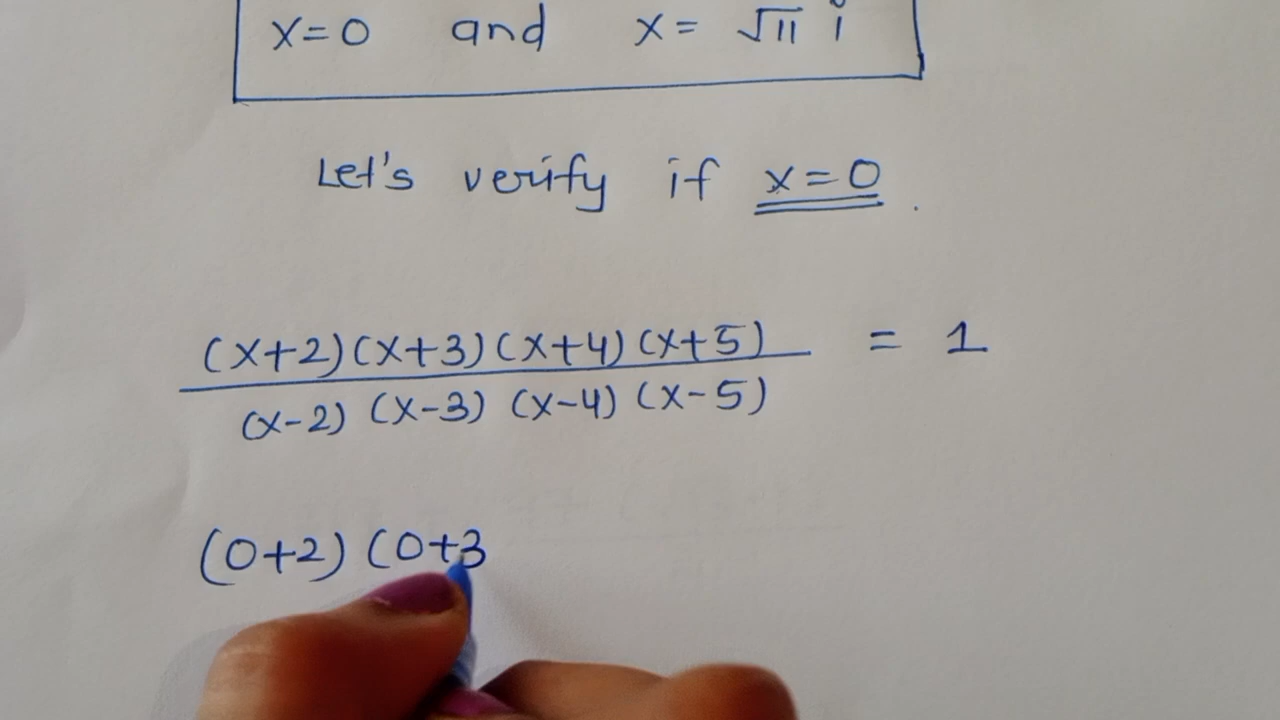 x=0 and x= √11 i
Let's verify if x=0 .
(x+2)(x+3)(x+4)(x+5) = 1
(x-2) (x-3) (x-4) (x-5)
(0+2) (0+3